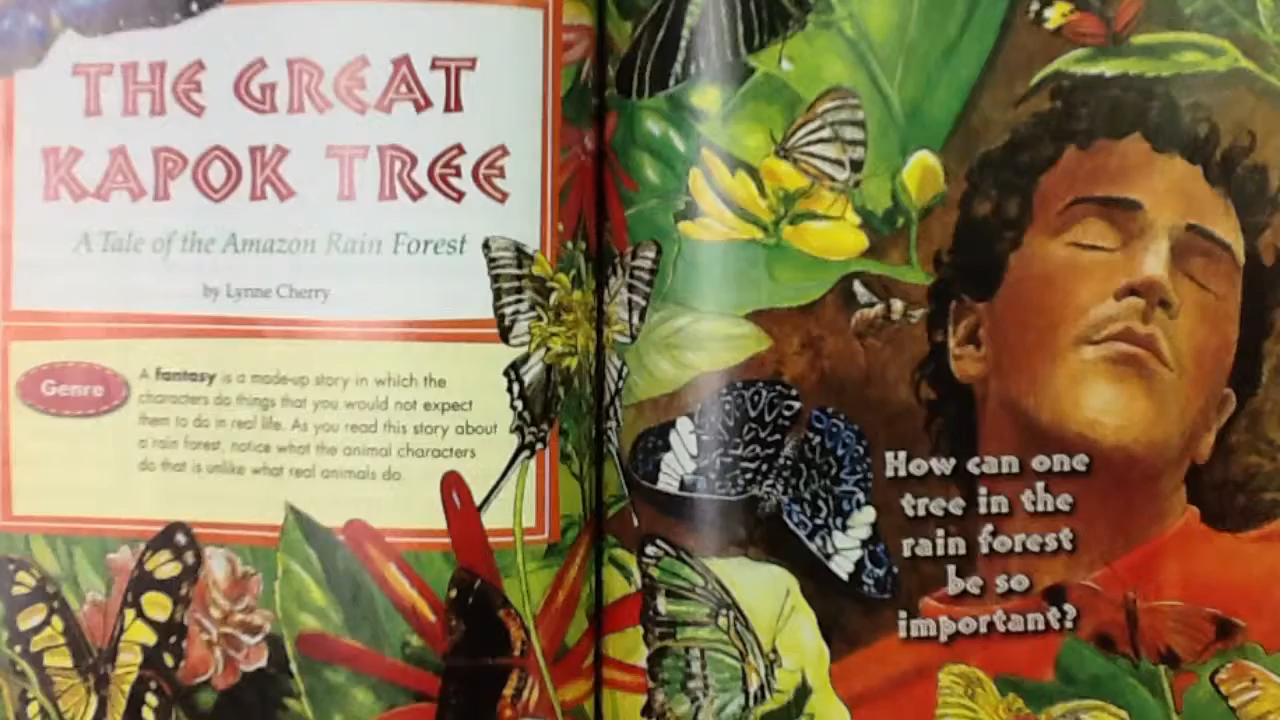 THE GREAT
KAPOK TREE
A Tale of the Amazon Rain Forest
by Lynne Cherry
Genre
A fantasy is a made-up story in which the
characters do things that you would not expect
them to do in real life. As you read this story about
a rain forest, notice what the animal characters
do that is unlike what real animals do.
How can one
tree in the
rain forest
be so
important?